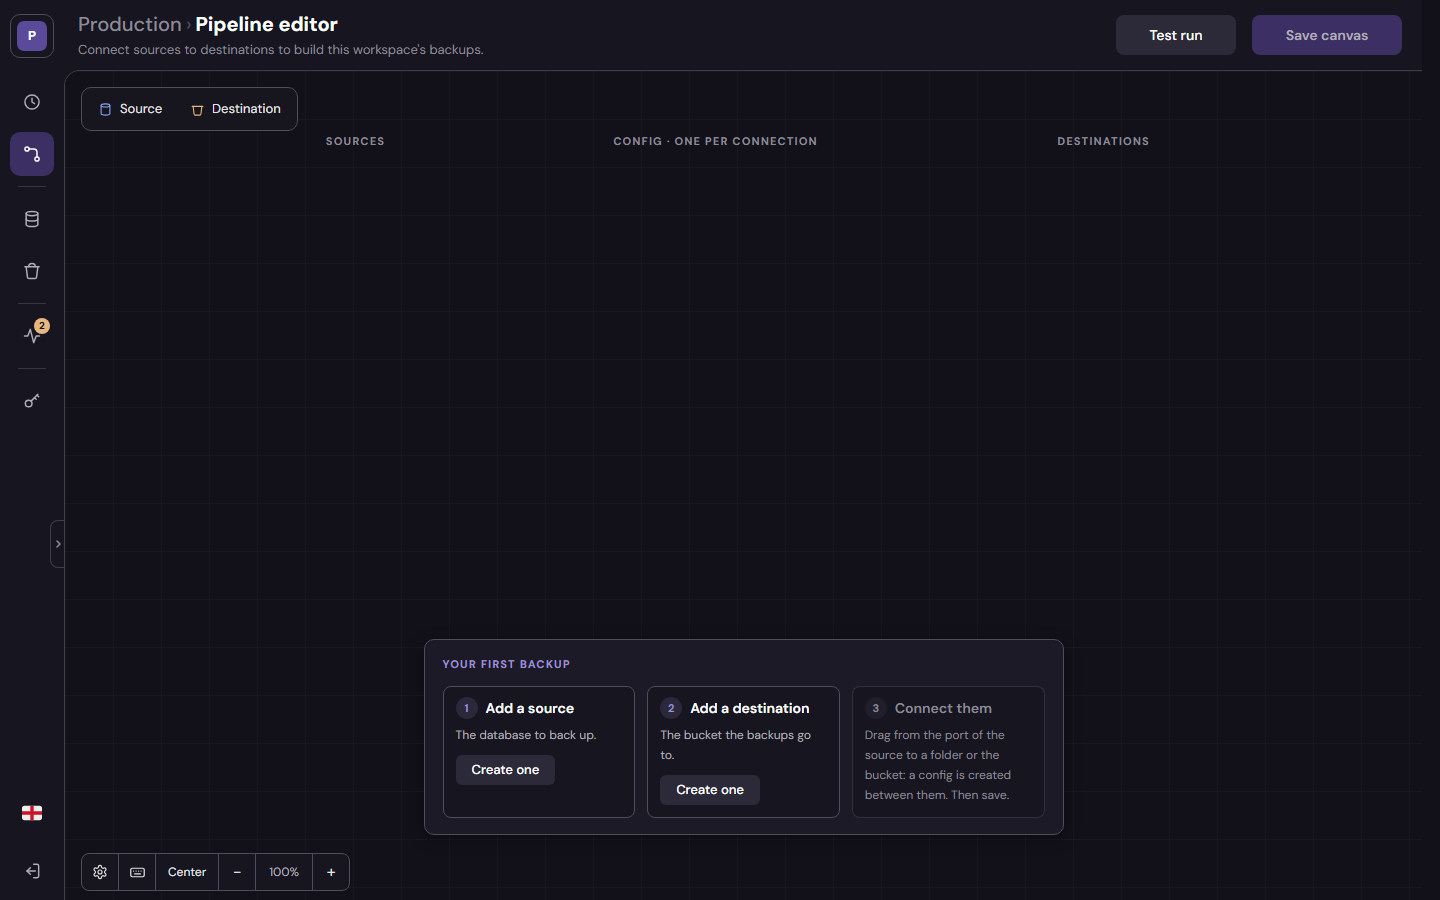 P
Production › Pipeline editor
Connect sources to destinations to build this workspace's backups.
Test run
Save canvas
Source
Destination
SOURCES
CONFIG · ONE PER CONNECTION
DESTINATIONS
2
YOUR FIRST BACKUP
1 Add a source
The database to back up.
Create one
2 Add a destination
The bucket the backups go
to.
Create one
3 Connect them
Drag from the port of the
source to a folder or the
bucket: a config is created
between them. Then save.
Center
−
100%
+